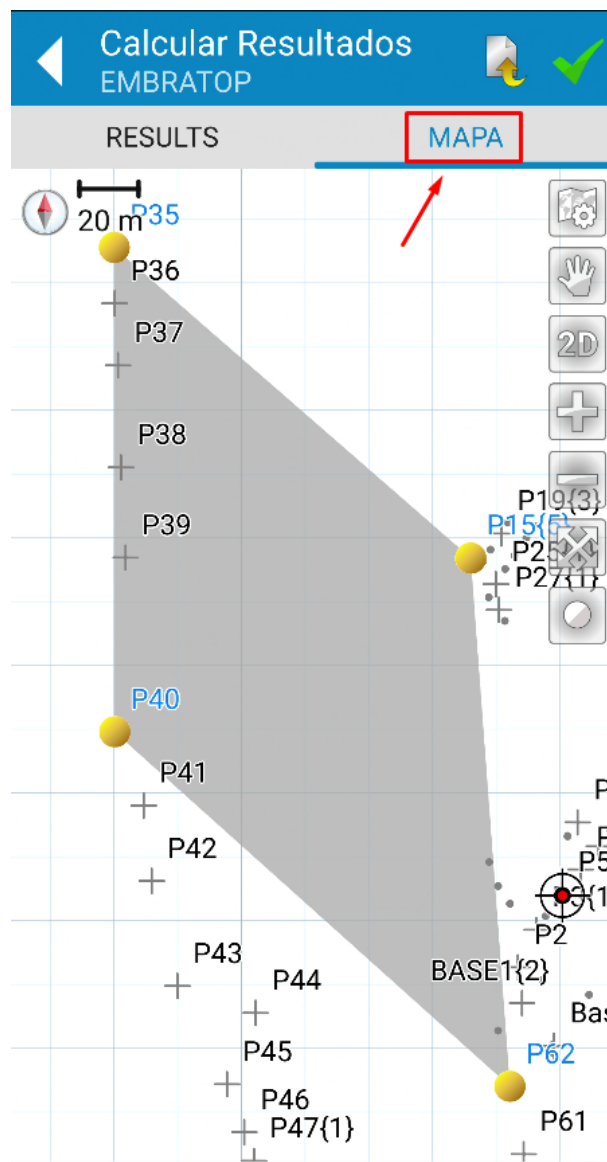 Calcular Resultados
EMBRATOP
RESULTS
MAPA
20 m
P35
P36
P37
2D
P38
P19{3}
P39
P15{5}
P27{1}
P40
P41
P42
P2
P43
BASE1{2}
P44
P45
P62
P46
P47{1}
P61